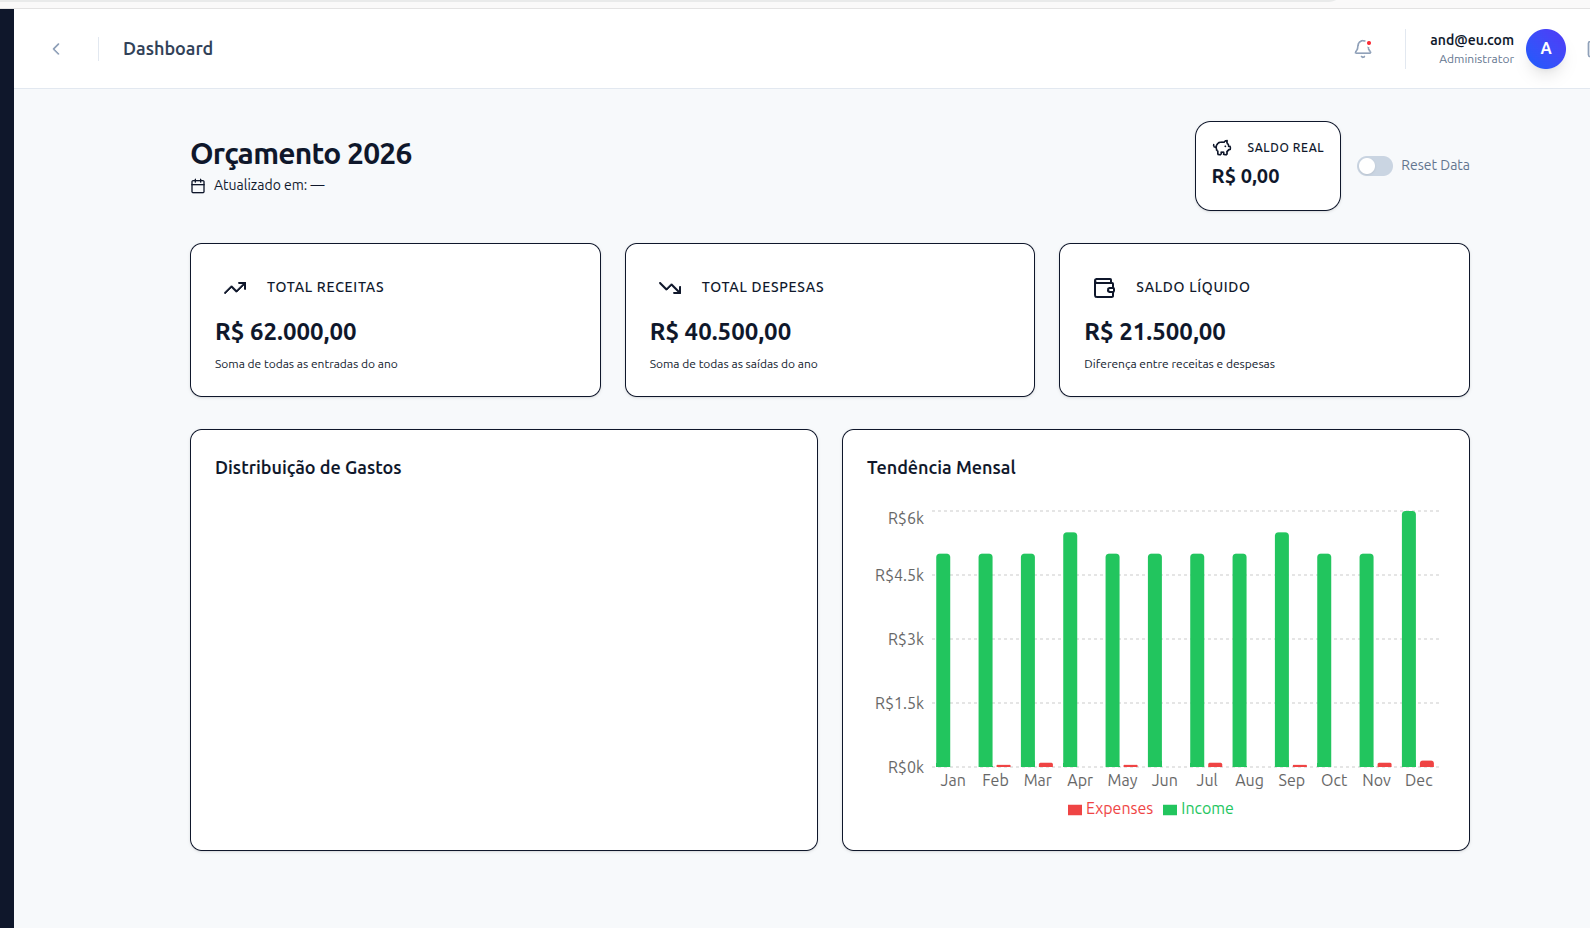 Dashboard
and@eu.com
Administrator
A
Orçamento 2026
Atualizado em: —
SALDO REAL
R$ 0,00
Reset Data
TOTAL RECEITAS
R$ 62.000,00
Soma de todas as entradas do ano
TOTAL DESPESAS
R$ 40.500,00
Soma de todas as saídas do ano
SALDO LÍQUIDO
R$ 21.500,00
Diferença entre receitas e despesas
Distribuição de Gastos
Tendência Mensal
R$6k
R$4.5k
R$3k
R$1.5k
R$0k
Jan Feb Mar Apr May Jun Jul Aug Sep Oct Nov Dec
Expenses Income